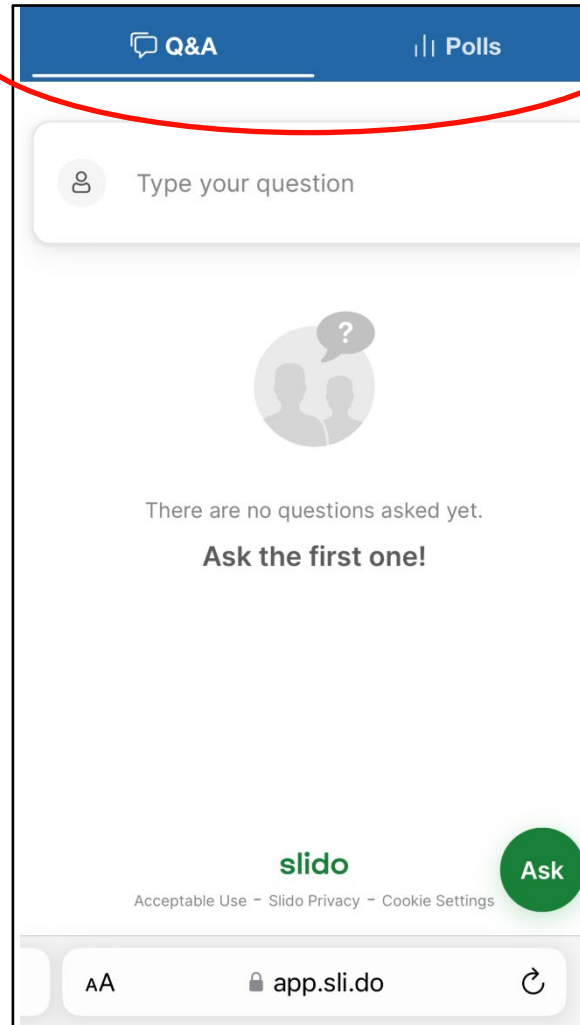 Q&A Polls
Type your question
?
There are no questions asked yet.
Ask the first one!
slido
Ask
Acceptable Use - Slido Privacy - Cookie Settings
AA app.sli.do